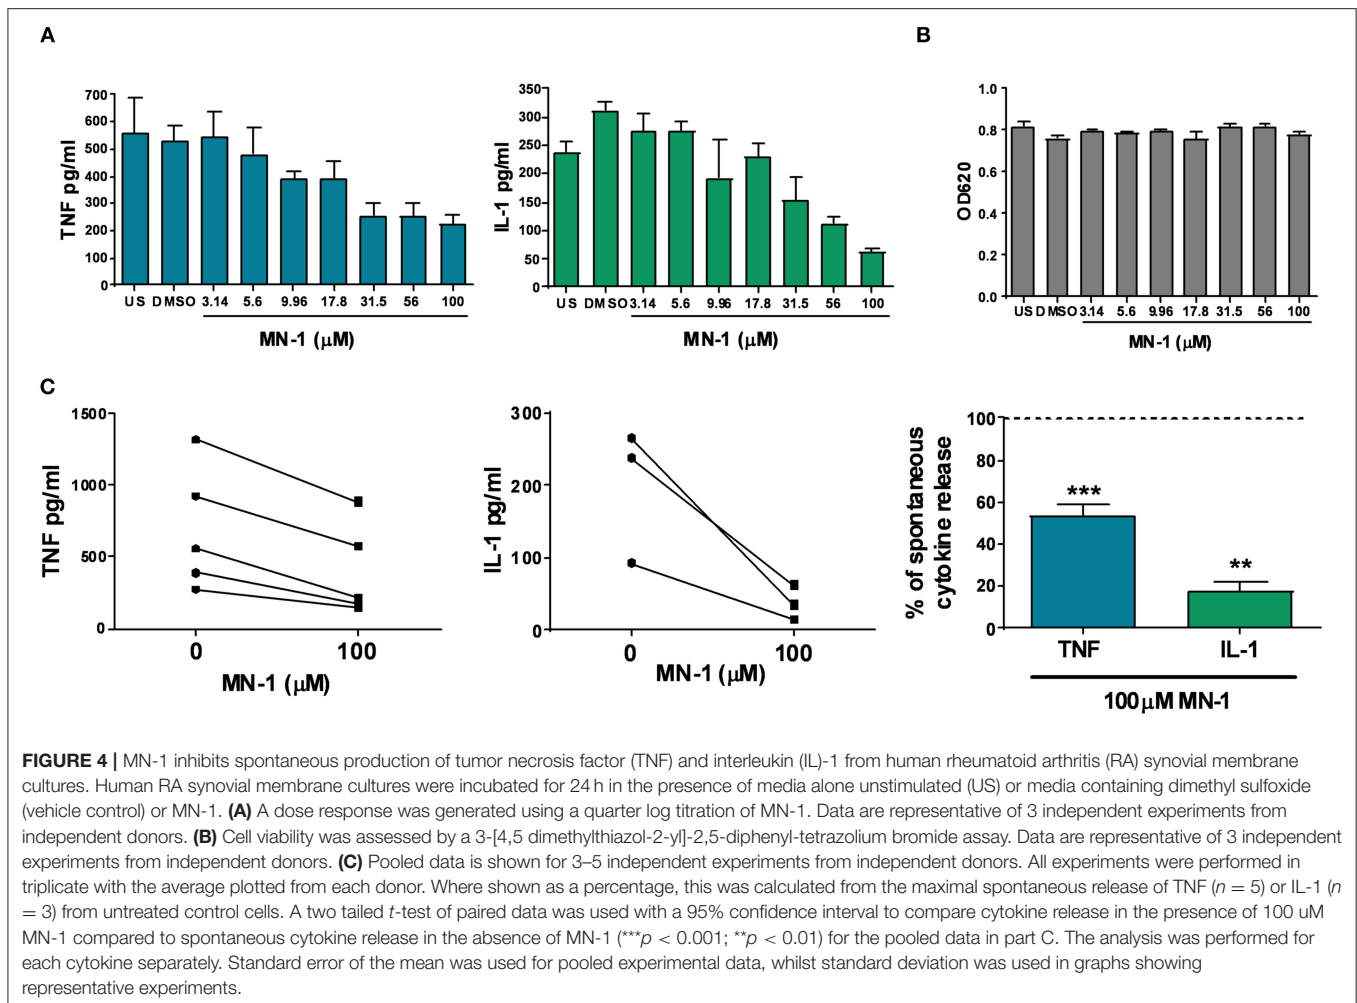 A
B
700
600
500
400
300
200
100
0
TNF pg/ml
US DMSO 3.14 5.6 9.96 17.8 31.5 56 100
MN-1 (μM)
350
300
250
200
150
100
50
0
IL-1 pg/ml
US DMSO 3.14 5.6 9.96 17.8 31.5 56 100
MN-1 (μM)
1.0
0.8
0.6
0.4
0.2
0.0
OD620
US DMSO 3.14 5.6 9.96 17.8 31.5 56 100
MN-1 (μM)
C
1500
1000
500
0
TNF pg/ml
0 100
MN-1 (μM)
300
200
100
0
IL-1 pg/ml
0 100
MN-1 (μM)
100
80
60
40
20
0
% of spontaneous
cytokine release
***
**
TNF IL-1
100μM MN-1
FIGURE 4 | MN-1 inhibits spontaneous production of tumor necrosis factor (TNF) and interleukin (IL)-1 from human rheumatoid arthritis (RA) synovial membrane
cultures. Human RA synovial membrane cultures were incubated for 24 h in the presence of media alone unstimulated (US) or media containing dimethyl sulfoxide
(vehicle control) or MN-1. (A) A dose response was generated using a quarter log titration of MN-1. Data are representative of 3 independent experiments from
independent donors. (B) Cell viability was assessed by a 3-[4,5 dimethylthiazol-2-yl]-2,5-diphenyl-tetrazolium bromide assay. Data are representative of 3 independent
experiments from independent donors. (C) Pooled data is shown for 3–5 independent experiments from independent donors. All experiments were performed in
triplicate with the average plotted from each donor. Where shown as a percentage, this was calculated from the maximal spontaneous release of TNF (n = 5) or IL-1 (n
= 3) from untreated control cells. A two tailed t-test of paired data was used with a 95% confidence interval to compare cytokine release in the presence of 100 uM
MN-1 compared to spontaneous cytokine release in the absence of MN-1 (***p < 0.001; **p < 0.01) for the pooled data in part C. The analysis was performed for
each cytokine separately. Standard error of the mean was used for pooled experimental data, whilst standard deviation was used in graphs showing
representative experiments.